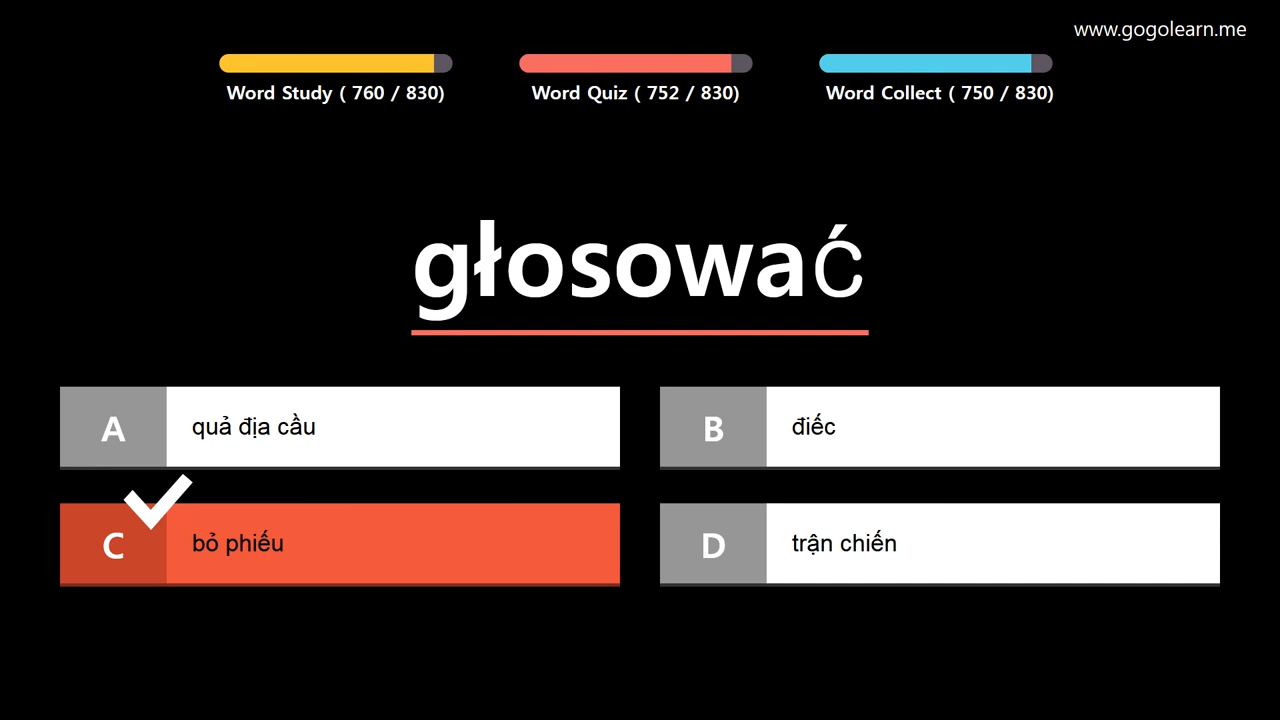 www.gogolearn.me
Word Study ( 760 / 830)
Word Quiz ( 752 / 830)
Word Collect ( 750 / 830)
głosować
A
quả địa cầu
B
điếc
C
bỏ phiếu
D
trận chiến